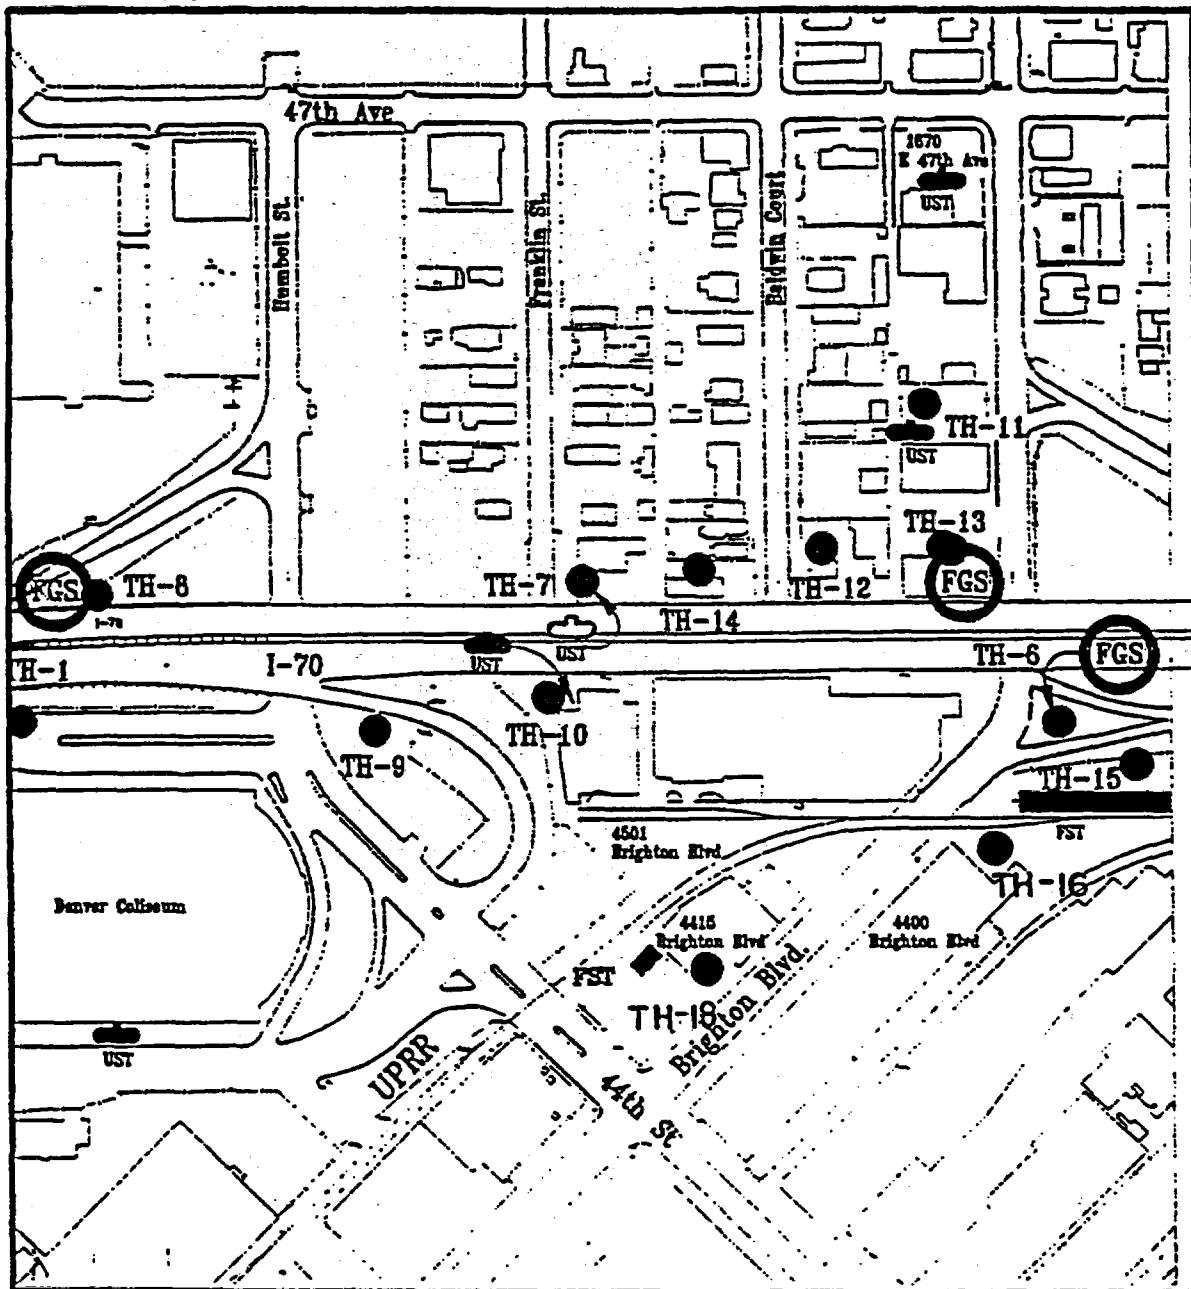 47th Ave
1670
E 47th Ave
UST
Humbolt St.
Franklin St.
Baldwin Court
TH-11
UST
TH-13
FGS
TH-8
TH-7
TH-12
FGS
I-70
TH-14
UST
UST
TH-1
I-70
TH-6
FGS
TH-10
TH-9
TH-15
FST
4501
Brighton Blvd
TH-16
Denver Coliseum
4415
Brighton Blvd
4400
Brighton Blvd
FST
TH-18
Brighton Blvd.
UST
UPRR
44th St